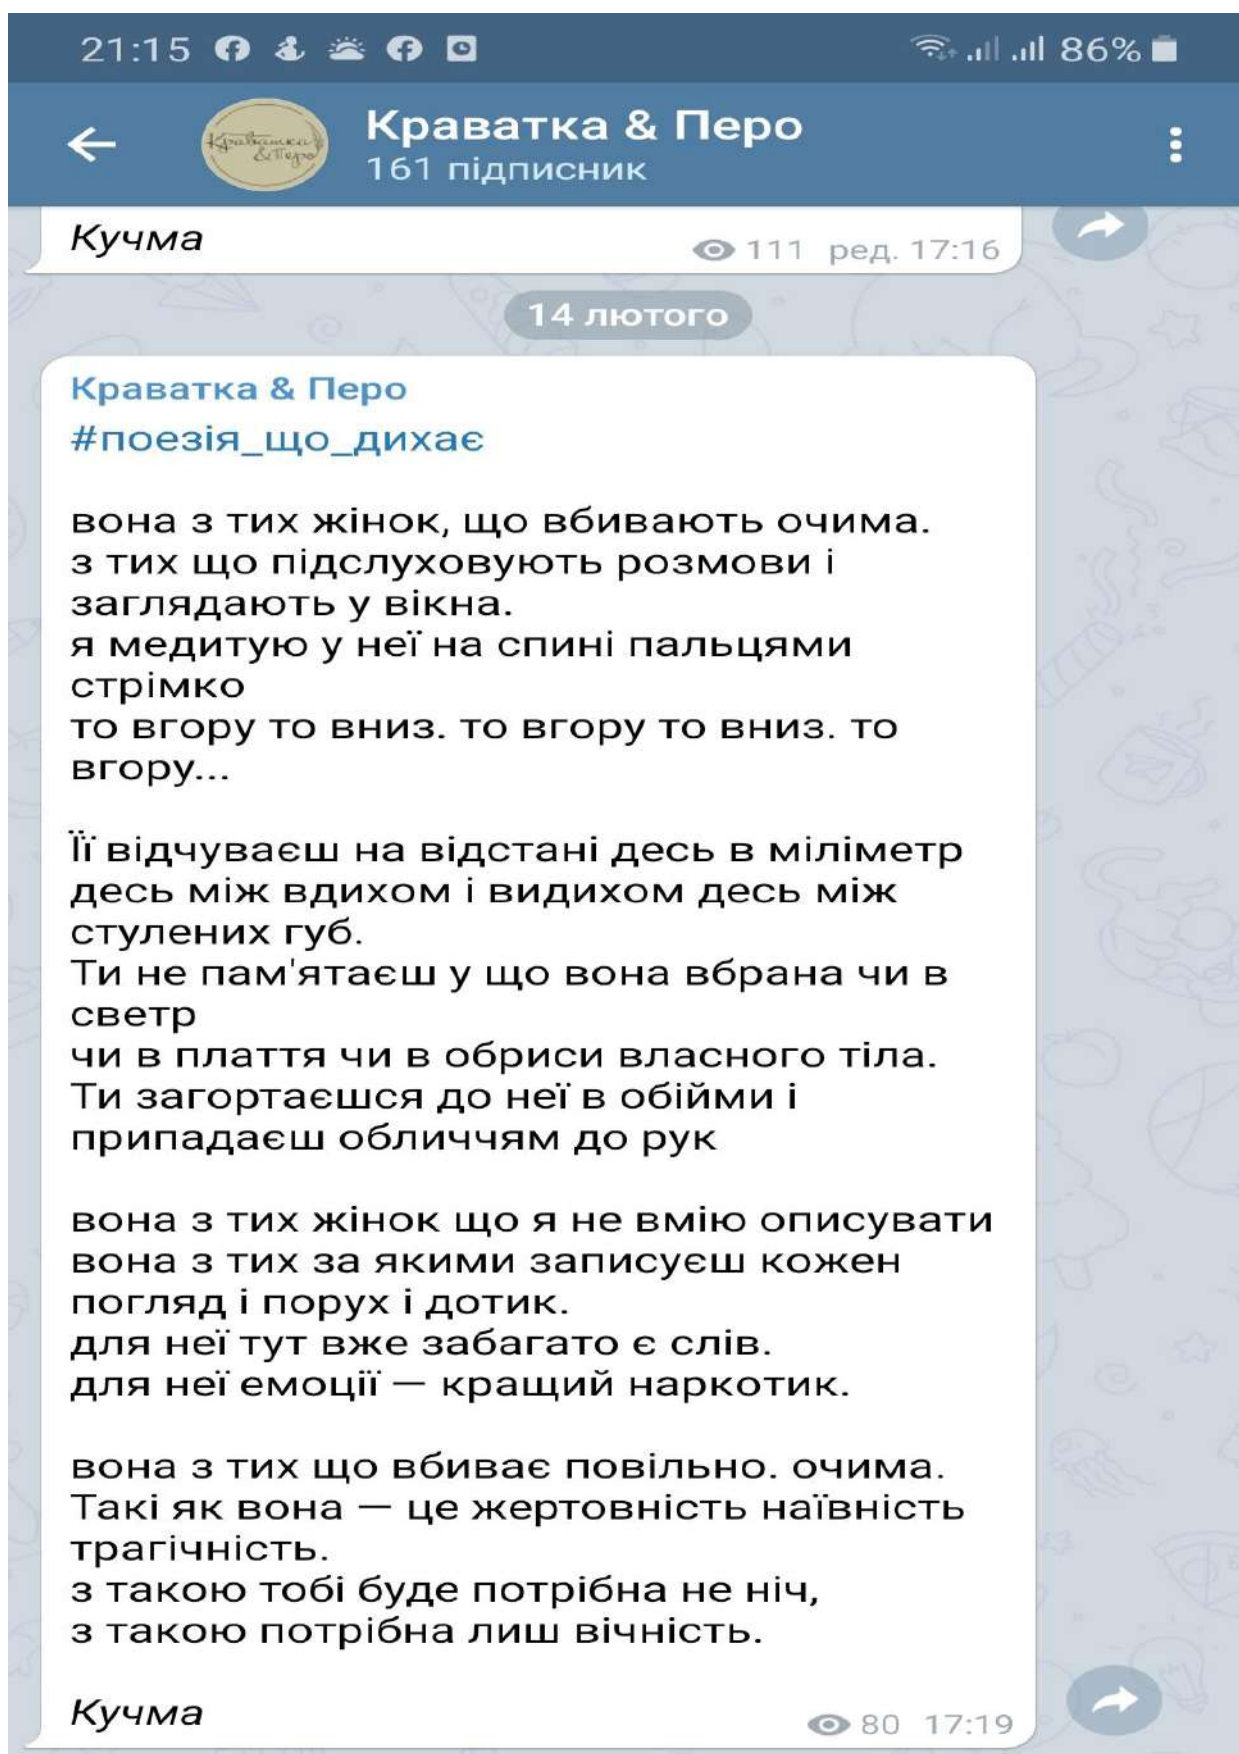 21:15
86%
Краватка
&Перо
Краватка & Перо
161 підписник
Кучма
111 ред. 17:16
14 лютого
Краватка & Перо
#поезія_що_дихає
вона з тих жінок, що вбивають очима.
з тих що підслуховують розмови і
заглядають у вікна.
я медитую у неї на спині пальцями
стрімко
то вгору то вниз. то вгору то вниз. то
вгору...
Її відчуваєш на відстані десь в міліметр
десь між вдихом і видихом десь між
стулених губ.
Ти не пам'ятаєш у що вона вбрана чи в
светр
чи в плаття чи в обриси власного тіла.
Ти загортаєшся до неї в обійми і
припадаєш обличчям до рук
вона з тих жінок що я не вмію описувати
вона з тих за якими записуєш кожен
погляд і порух і дотик.
для неї тут вже забагато є слів.
для неї емоції — кращий наркотик.
вона з тих що вбиває повільно. очима.
Такі як вона — це жертовність наївність
трагічність.
з такою тобі буде потрібна не ніч,
з такою потрібна лиш вічність.
Кучма
80 17:19